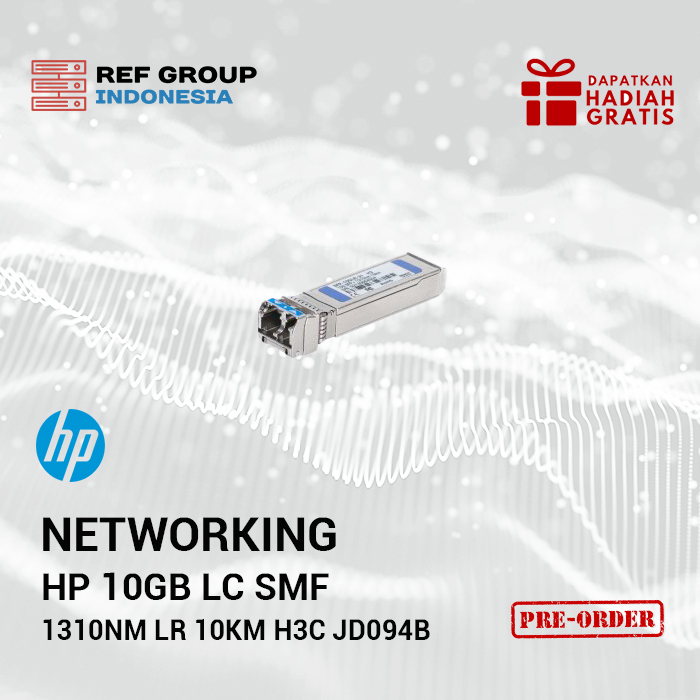 REF GROUP
INDONESIA
DAPATKAN
HADIAH
GRATIS
hp
NETWORKING
HP 10GB LC SMF
1310NM LR 10KM H3C JD094B
PRE-ORDER